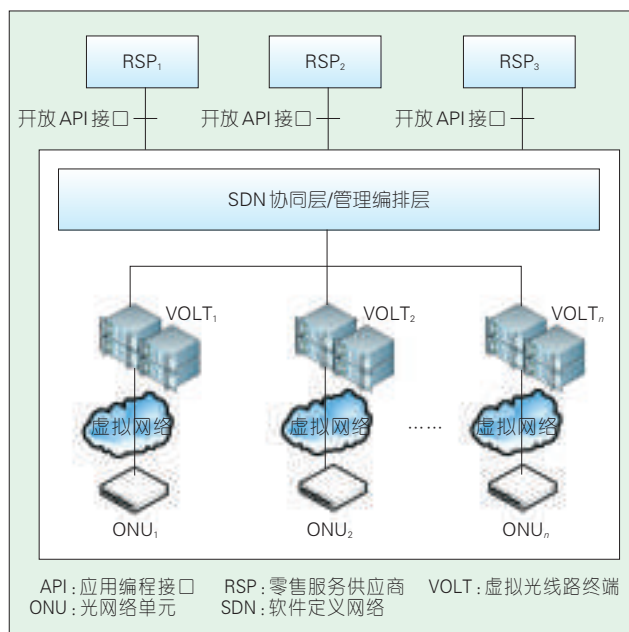 RSP₁ RSP₂ RSP₃
开放API接口 开放API接口 开放API接口
SDN协同层/管理编排层
VOLT₁ VOLT₂ VOLTₙ
虚拟网络 虚拟网络 …… 虚拟网络
ONU₁ ONU₂ ONUₙ
API：应用编程接口 RSP：零售服务供应商 VOLT：虚拟光线路终端
ONU：光网络单元 SDN：软件定义网络